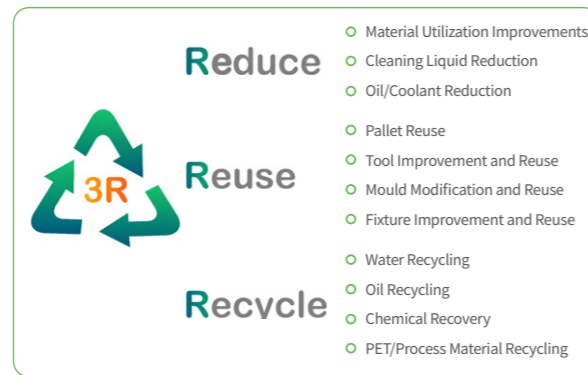 3R
Reduce
Material Utilization Improvements
Cleaning Liquid Reduction
Oil/Coolant Reduction
Reuse
Pallet Reuse
Tool Improvement and Reuse
Mould Modification and Reuse
Fixture Improvement and Reuse
Recycle
Water Recycling
Oil Recycling
Chemical Recovery
PET/Process Material Recycling